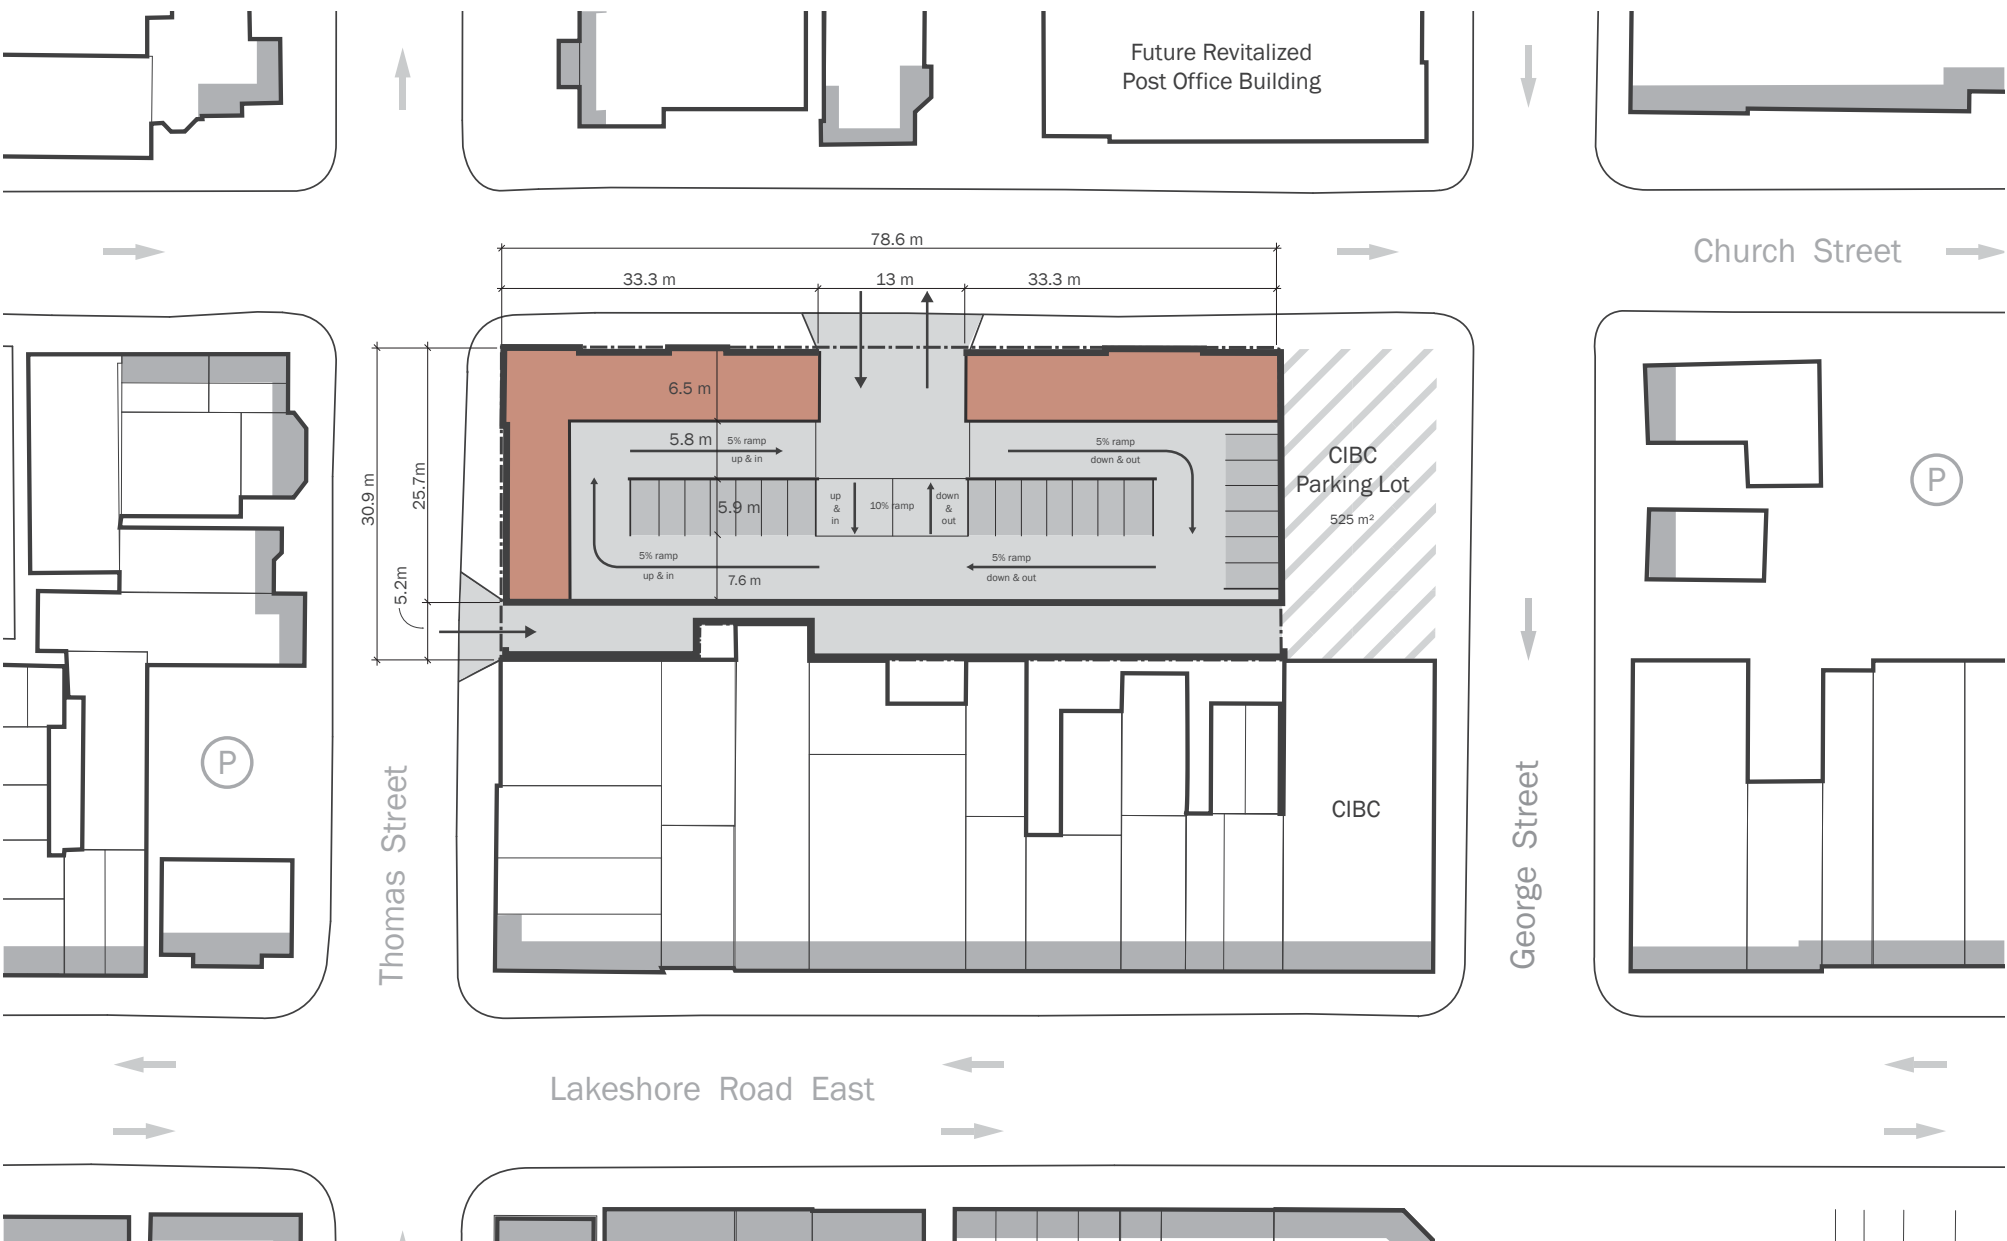 Future Revitalized
Post Office Building
Church Street
78.6 m
33.3 m
13 m
33.3 m
6.5 m
5.8 m
5% ramp
up & in
5% ramp
down & out
CIBC
Parking Lot
525 m²
P
30.9 m
25.7m
5.9 m
up
&
in
10% ramp
down
&
out
5% ramp
up & in
7.6 m
5% ramp
down & out
5.2m
P
Thomas Street
CIBC
George Street
Lakeshore Road East